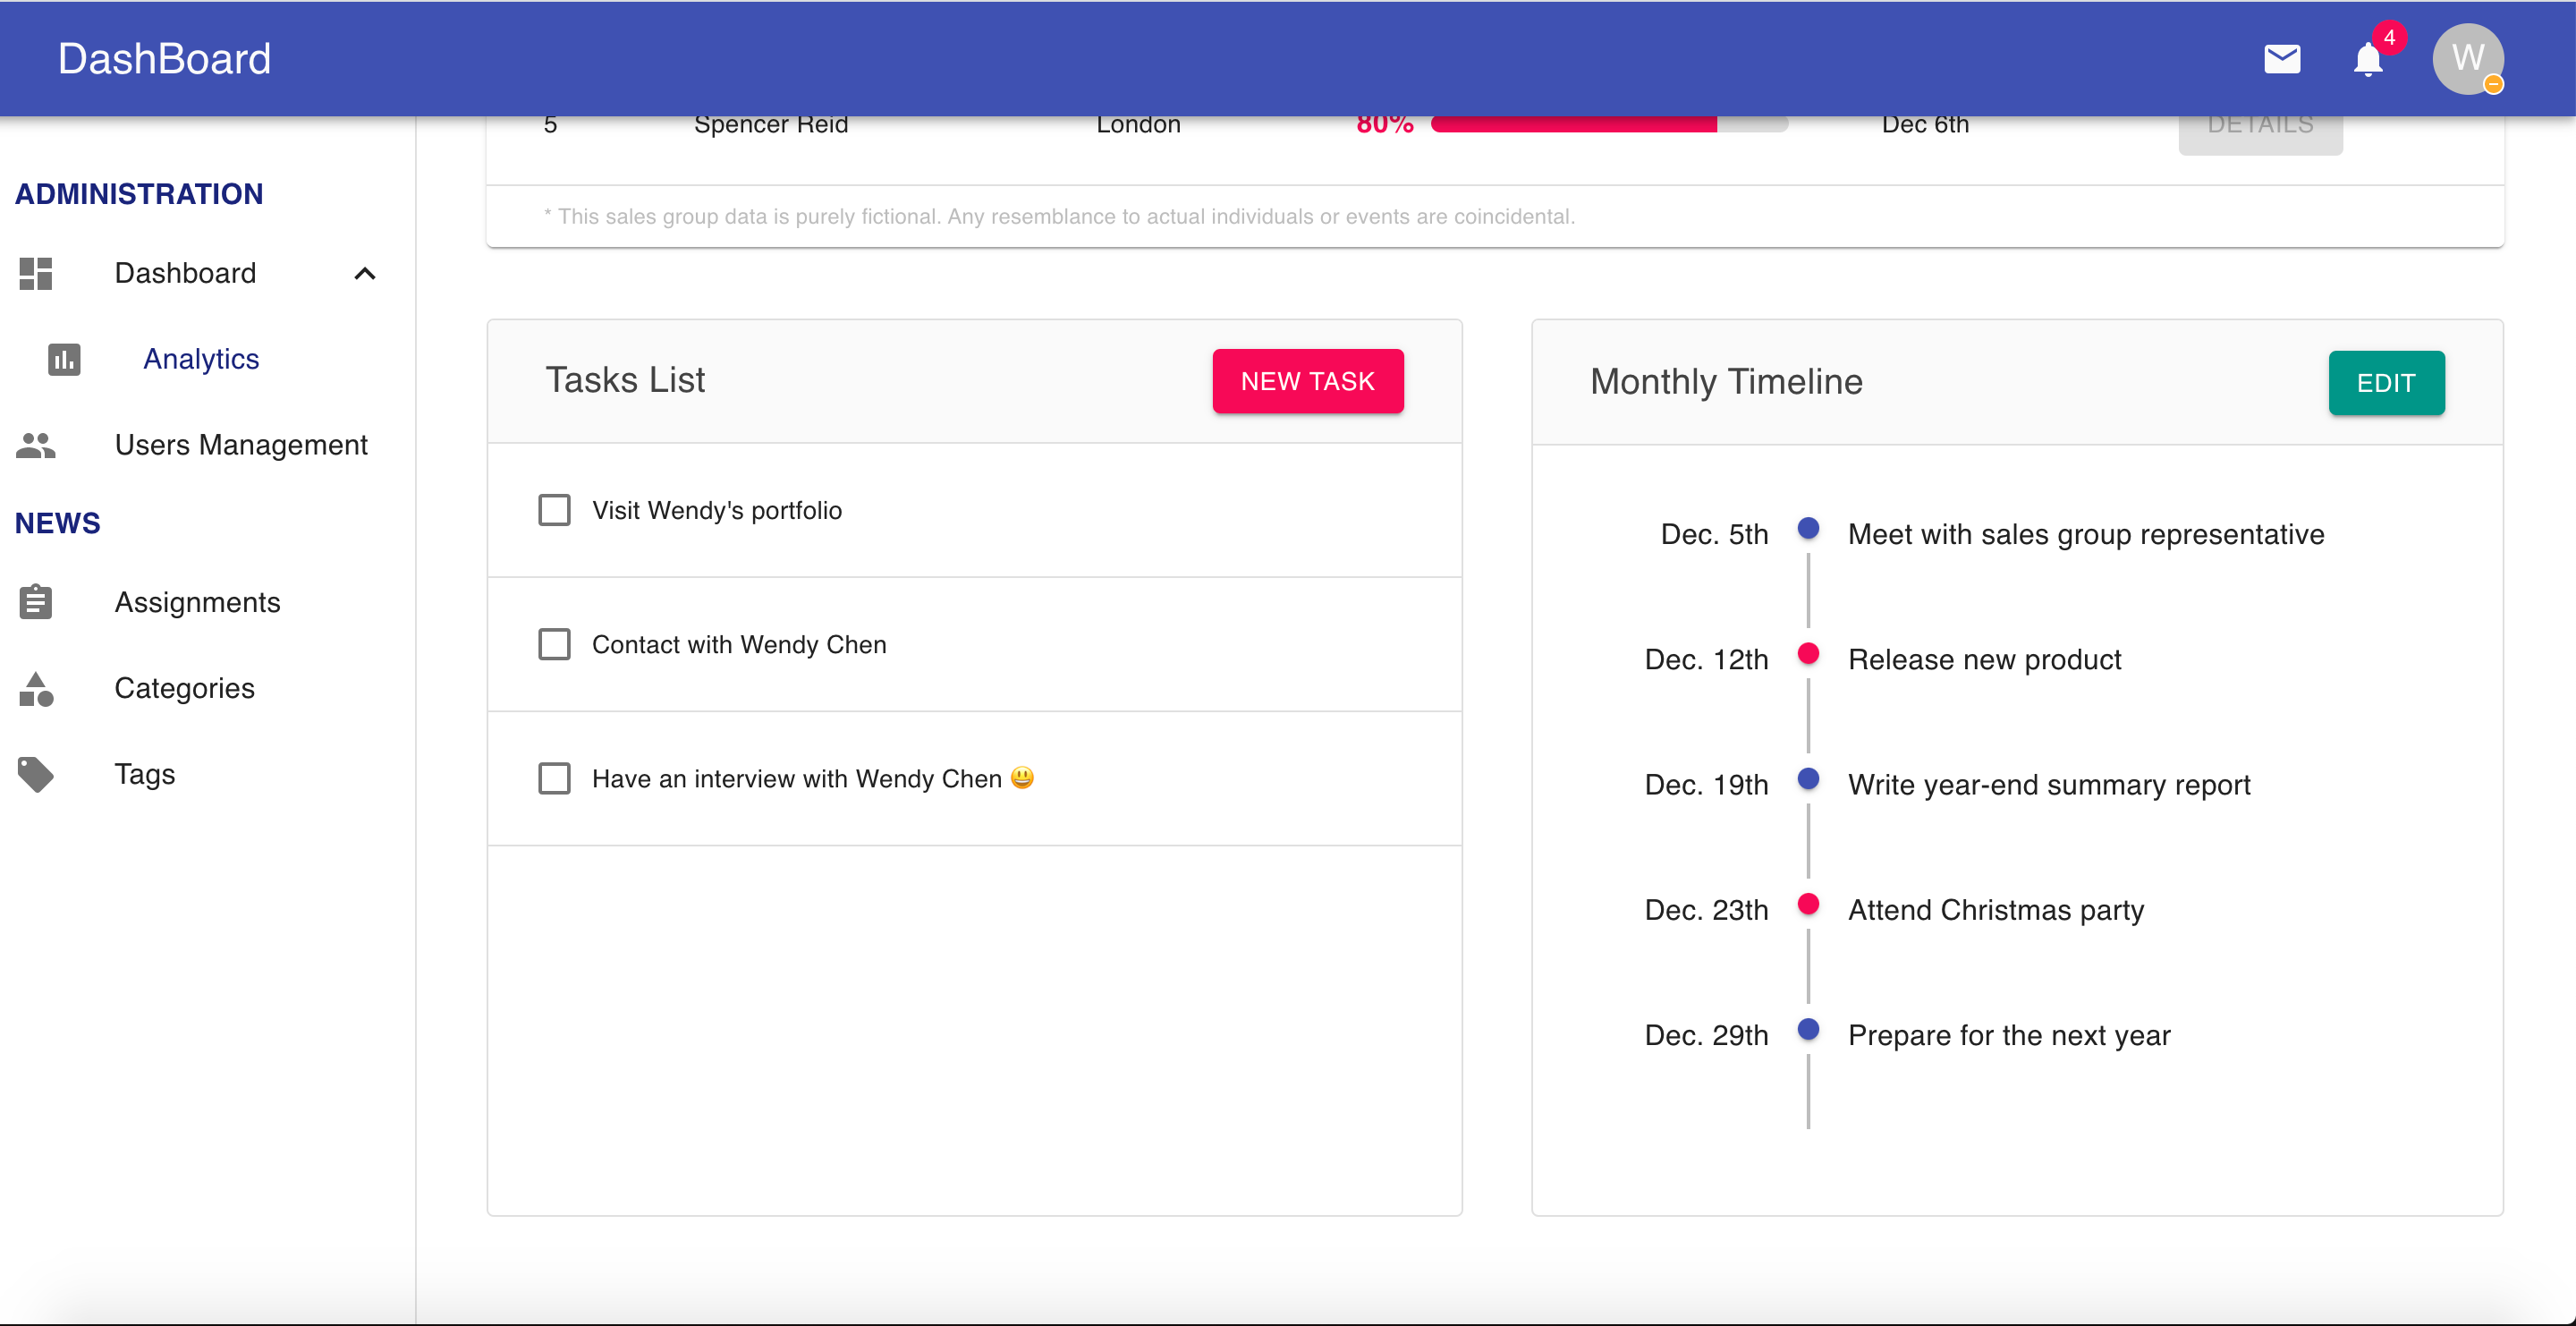 DashBoard
4
W
5 Spencer Reid London 80% Dec 6th DETAILS
* This sales group data is purely fictional. Any resemblance to actual individuals or events are coincidental.
ADMINISTRATION
Dashboard
Analytics
Users Management
NEWS
Assignments
Categories
Tags
Tasks List
NEW TASK
Visit Wendy's portfolio
Contact with Wendy Chen
Have an interview with Wendy Chen 😃
Monthly Timeline
EDIT
Dec. 5th Meet with sales group representative
Dec. 12th Release new product
Dec. 19th Write year-end summary report
Dec. 23th Attend Christmas party
Dec. 29th Prepare for the next year